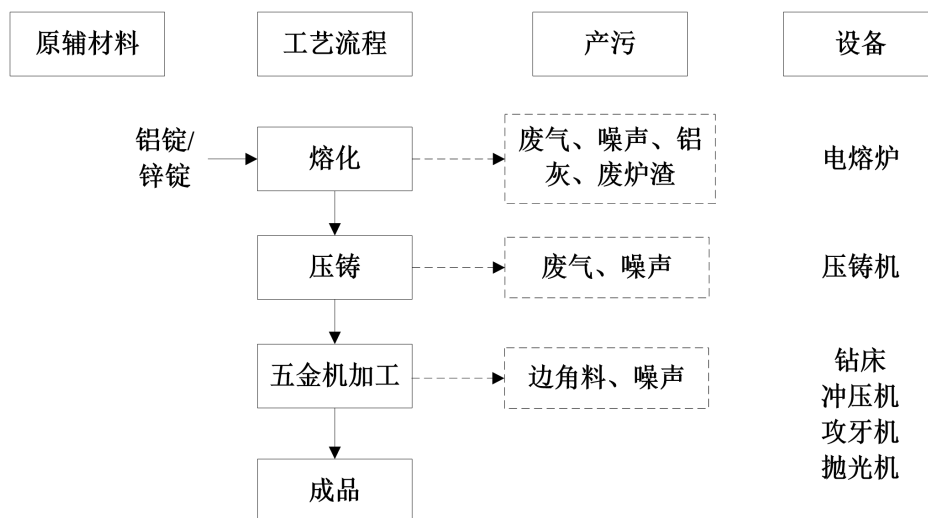 原辅材料
工艺流程
产污
设备
铝锭/
锌锭
熔化
废气、噪声、铝
灰、废炉渣
电熔炉
压铸
废气、噪声
压铸机
五金机加工
边角料、噪声
钻床
冲压机
攻牙机
抛光机
成品